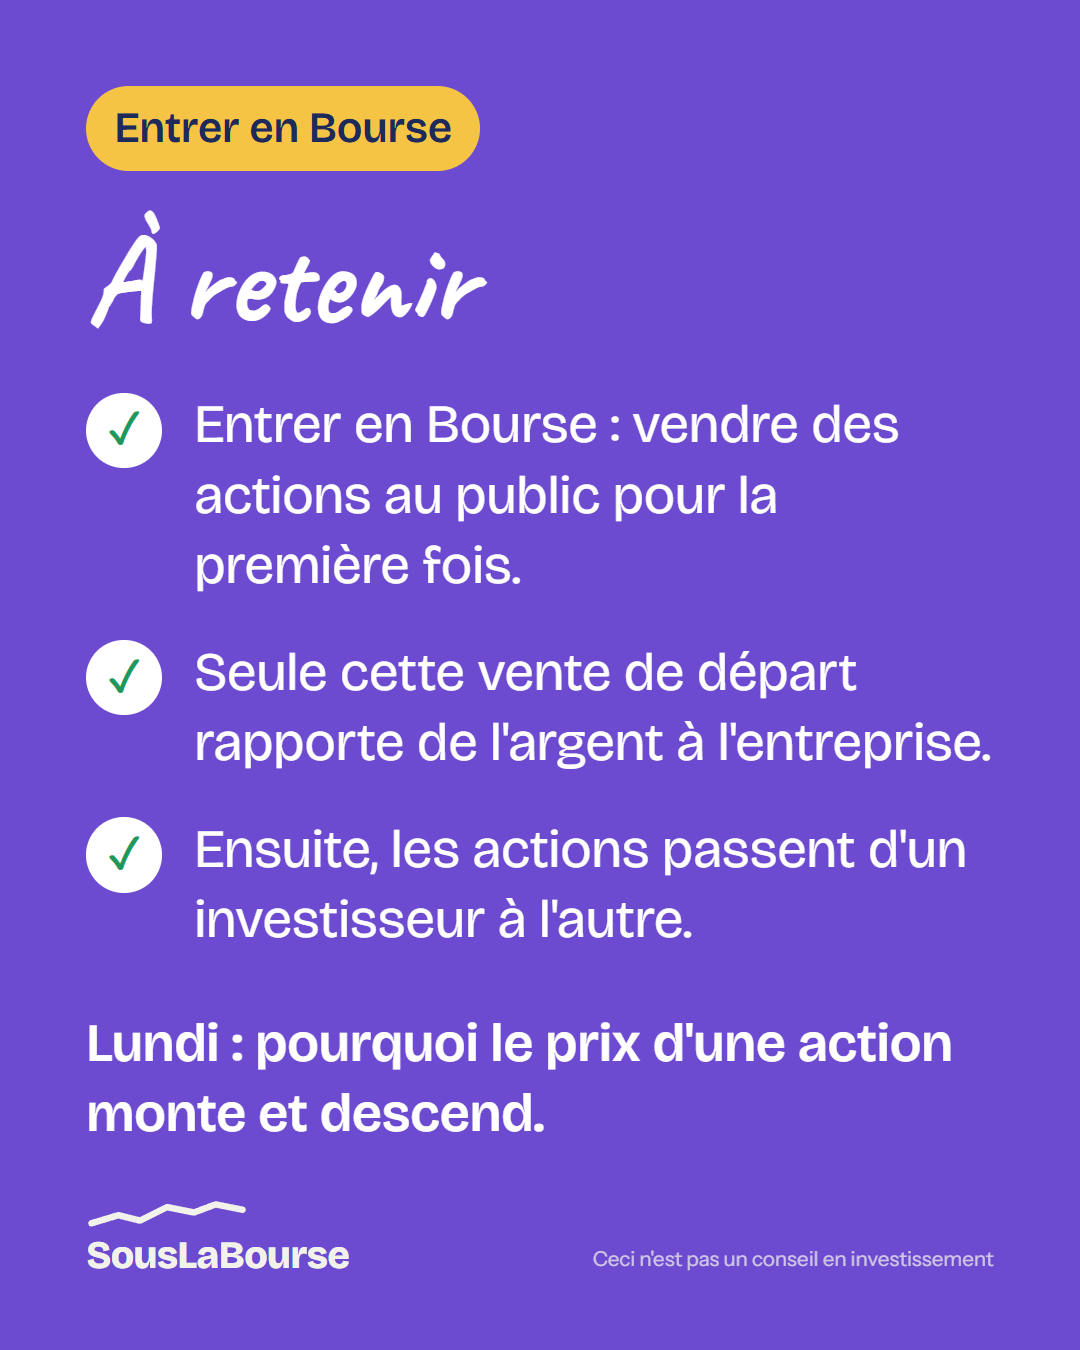 Entrer en Bourse
À retenir
✓ Entrer en Bourse : vendre des
actions au public pour la
première fois.
✓ Seule cette vente de départ
rapporte de l'argent à l'entreprise.
✓ Ensuite, les actions passent d'un
investisseur à l'autre.
Lundi : pourquoi le prix d'une action
monte et descend.
SousLaBourse
Ceci n'est pas un conseil en investissement